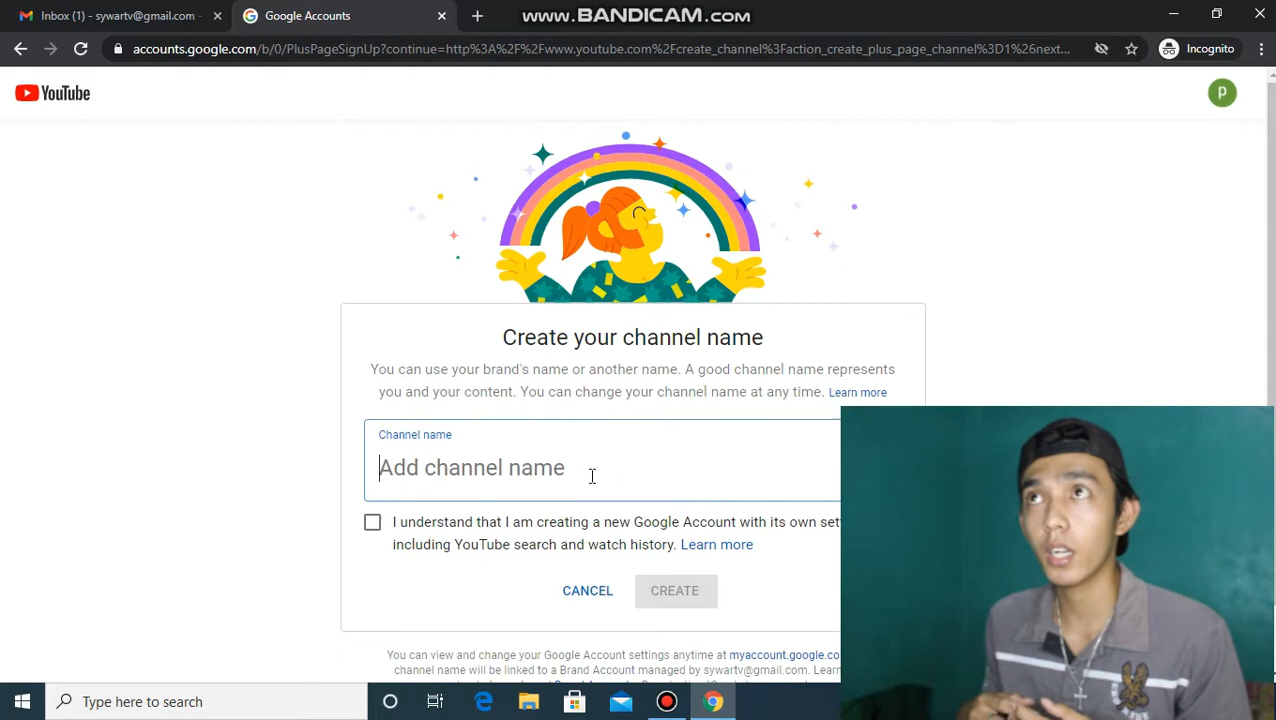 Inbox (1) - sywartv@gmail.com -
Google Accounts
www.BANDICAM.com
accounts.google.com/b/0/PlusPageSignUp?continue=http%3A%2F%2Fwww.youtube.com%2Fcreate_channel%3Faction_create_plus_page_channel%3D1%26next...
Incognito
YouTube
P
Create your channel name
You can use your brand's name or another name. A good channel name represents
you and your content. You can change your channel name at any time. Learn more
Channel name
Add channel name
I understand that I am creating a new Google Account with its own set
including YouTube search and watch history. Learn more
CANCEL
CREATE
You can view and change your Google Account settings anytime at myaccount.google.co
channel name will be linked to a Brand Account managed by sywartv@gmail.com. Learn
Type here to search